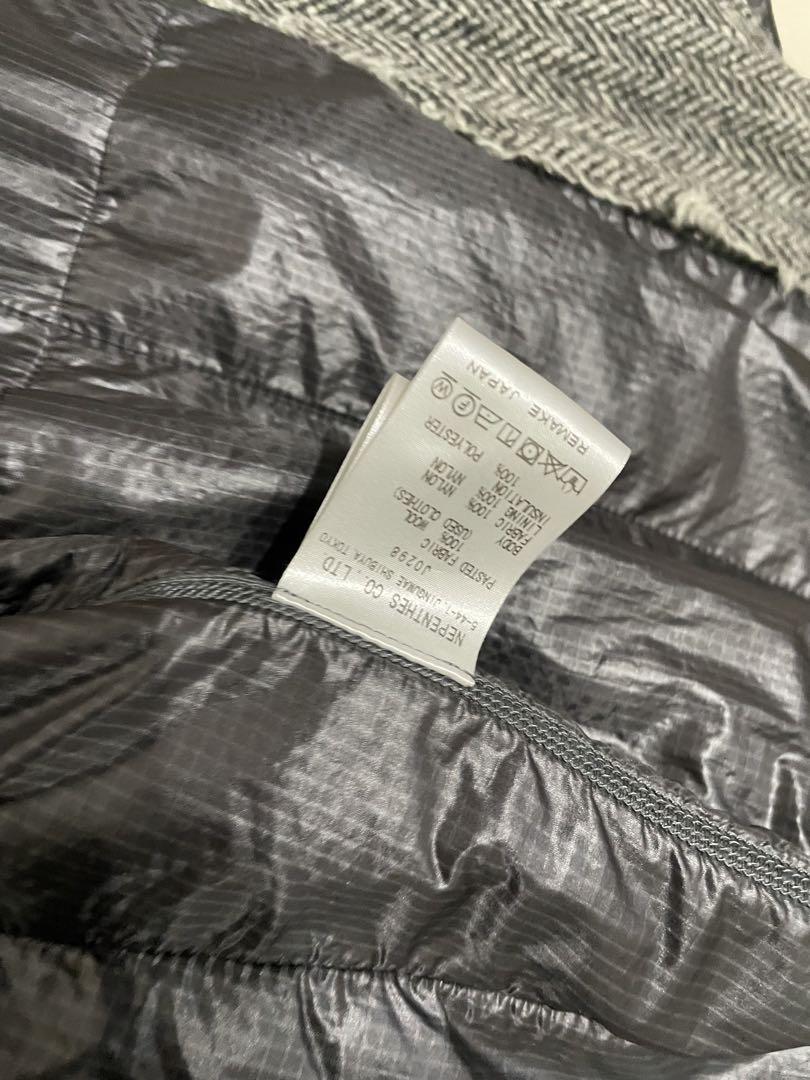 NEPENTHES CO., LTD.
5-44-1, JINGUMAE SHIBUYA TOKYO
J0298
PASTED FABRIC
100% WOOL
(USED CLOTHES)
BODY
FABRIC 100% NYLON
LINING 100% NYLON
INSULATION
100% POLYESTER
F W
REMAKE JAPAN